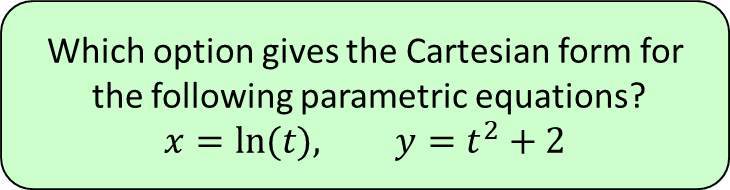 Which option gives the Cartesian form for
the following parametric equations?
𝑥 = ln(𝑡), 𝑦 = 𝑡² + 2